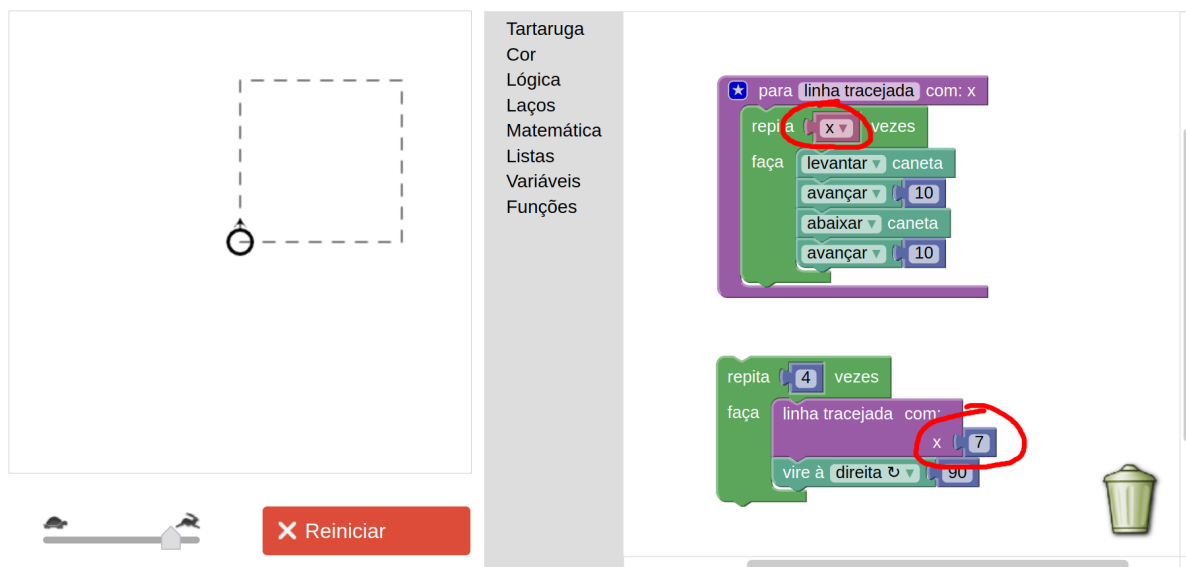 Tartaruga
Cor
Lógica
Laços
Matemática
Listas
Variáveis
Funções
Reiniciar
para linha tracejada com: x
repita x vezes
faça levantar caneta
avançar 10
abaixar caneta
avançar 10
repita 4 vezes
faça linha tracejada com:
x 7
vire à direita ↻ 90